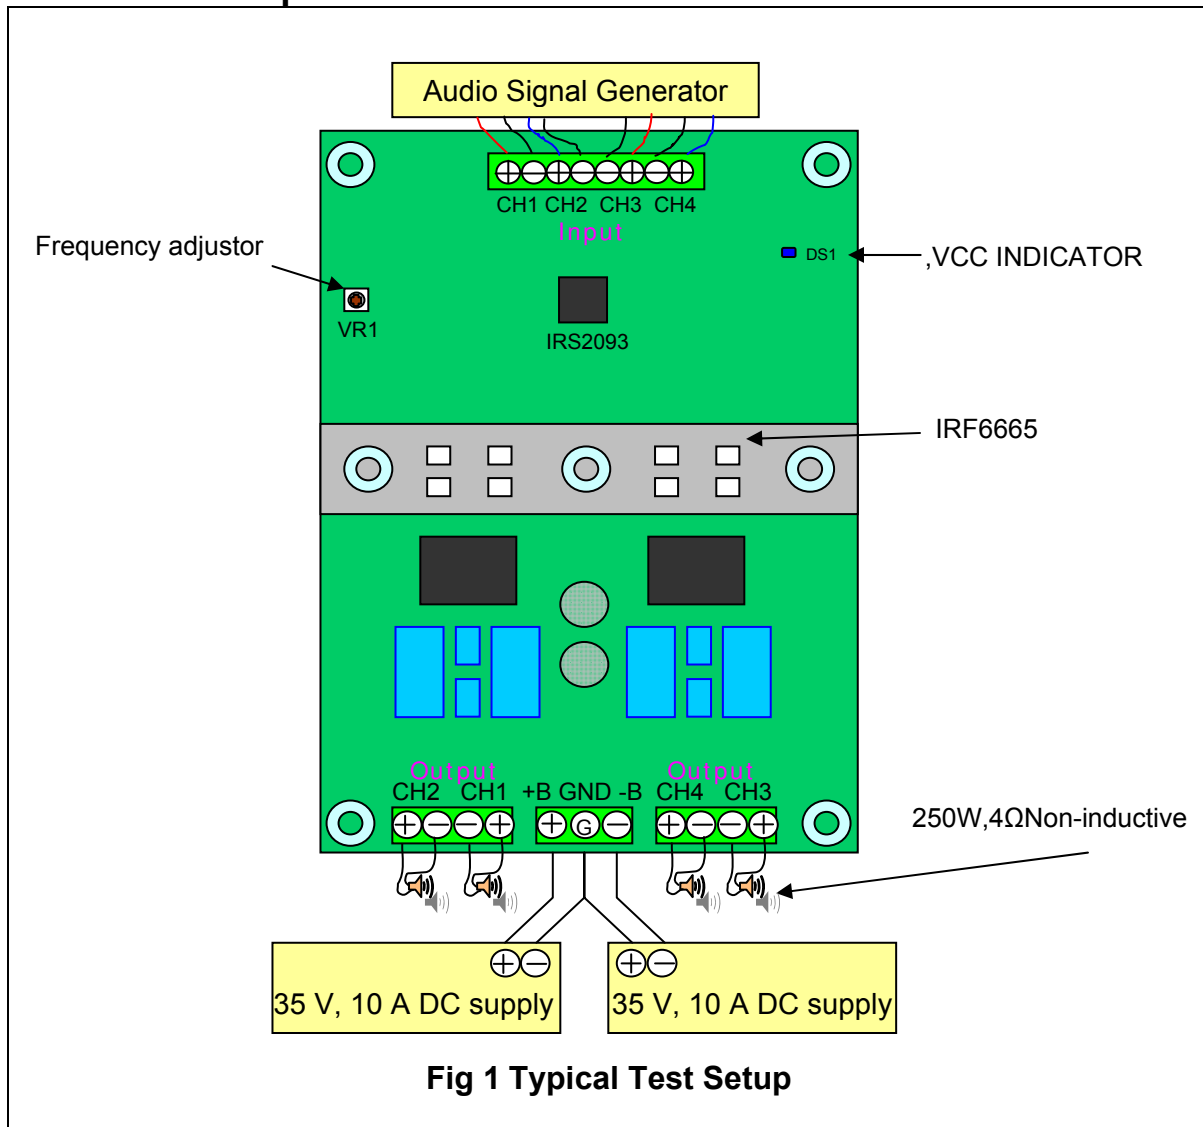 Audio Signal Generator
CH1 CH2 CH3 CH4
Input
Frequency adjustor
DS1
,VCC INDICATOR
VR1
IRS2093
IRF6665
Output Output
CH2 CH1 +B GND -B CH4 CH3
G
250W,4ΩNon-inductive
35 V, 10 A DC supply 35 V, 10 A DC supply
Fig 1 Typical Test Setup